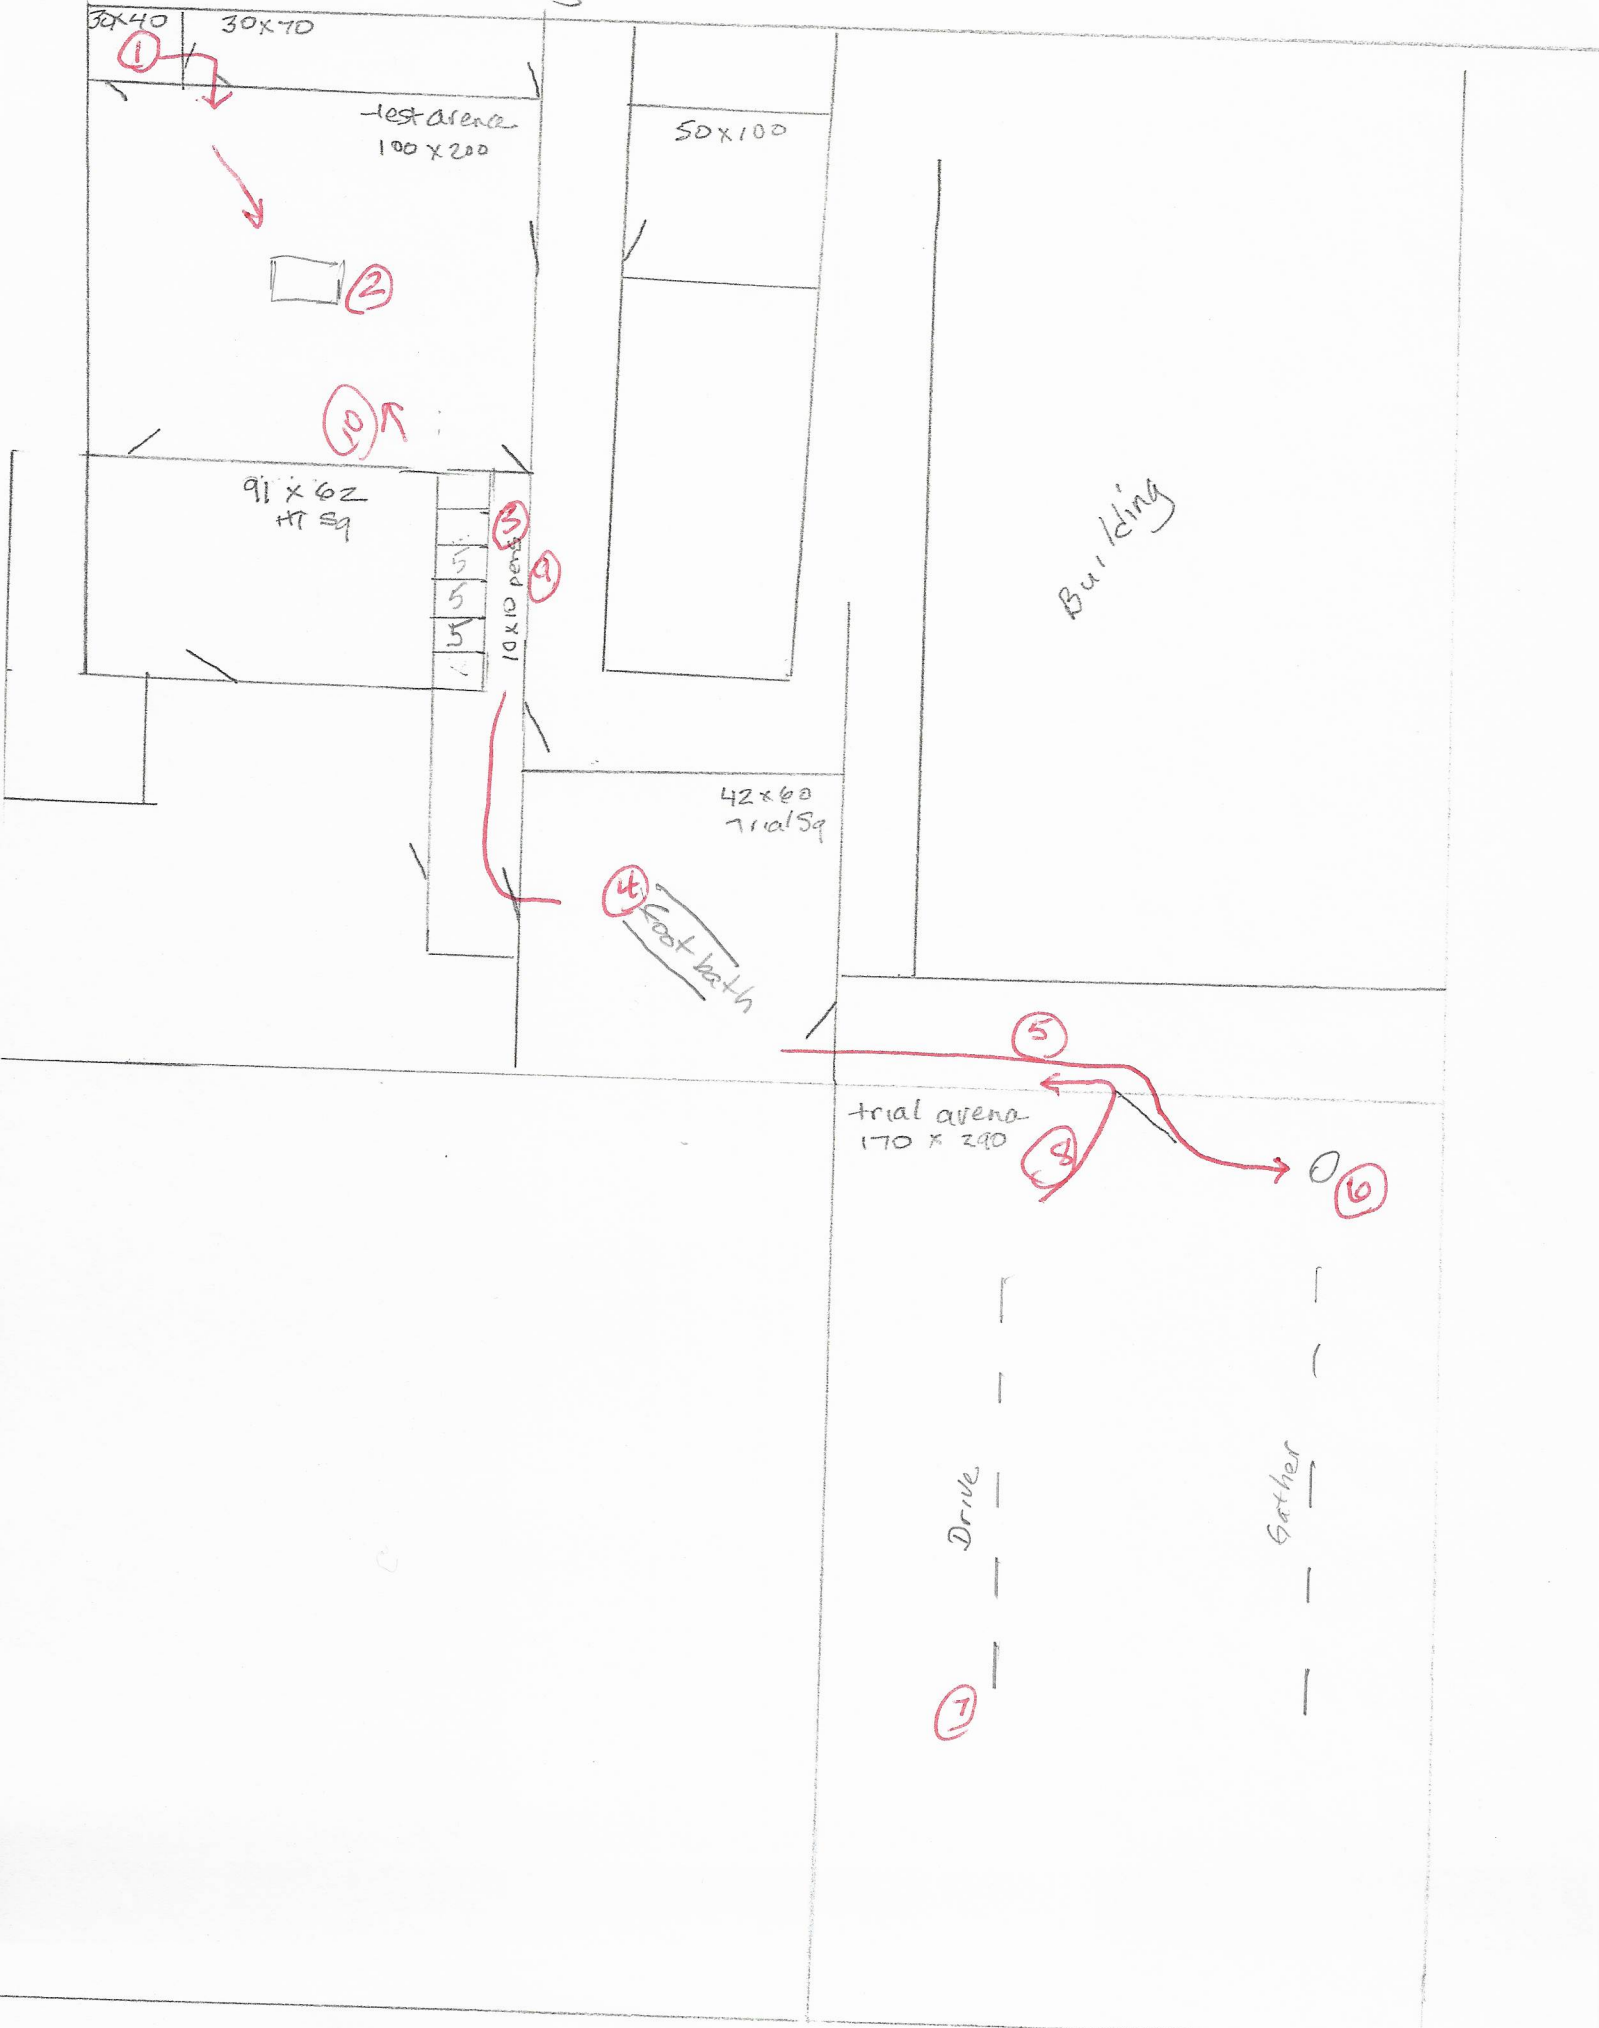 30x40
30x70
1
test arena
100 x 200
50x100
2
10
91 x 62
HT Sq
3
5
5
5
10x10 pens
9
Building
42x60
Trial Sq
4
Foot bath
5
trial arena
170 x 290
8
6
Drive
Gather
7